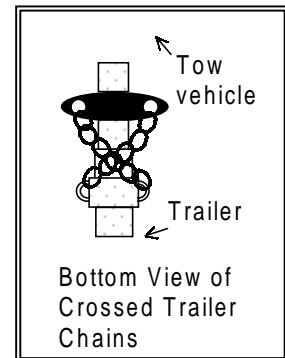 Tow
vehicle
Trailer
Bottom View of
Crossed Trailer
Chains